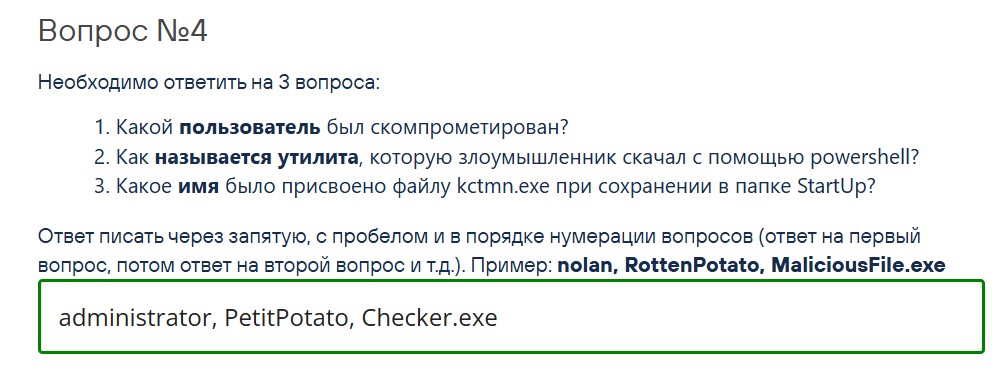 Вопрос №4
Необходимо ответить на 3 вопроса:
1. Какой пользователь был скомпрометирован?
2. Как называется утилита, которую злоумышленник скачал с помощью powershell?
3. Какое имя было присвоено файлу kctmn.exe при сохранении в папке StartUp?
Ответ писать через запятую, с пробелом и в порядке нумерации вопросов (ответ на первый
вопрос, потом ответ на второй вопрос и т.д.). Пример: nolan, RottenPotato, MaliciousFile.exe
administrator, PetitPotato, Checker.exe